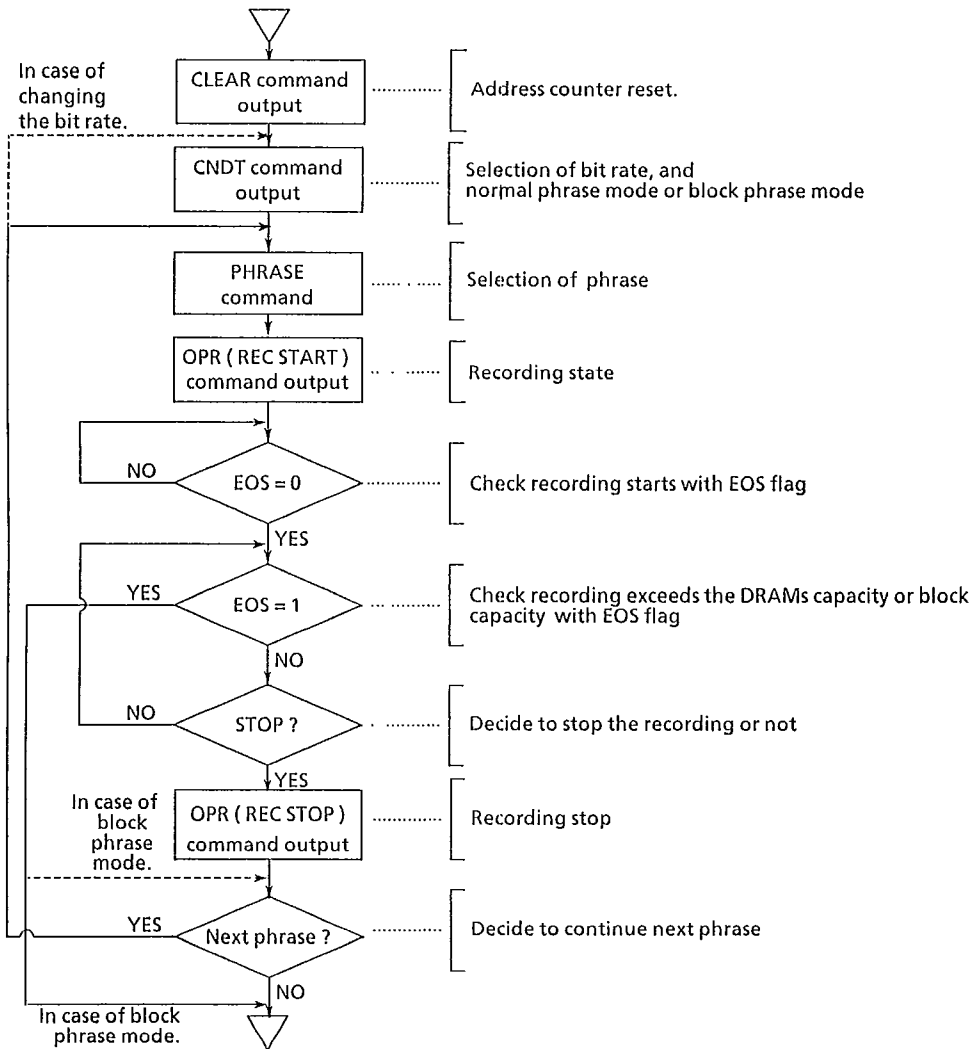 CLEAR command
output
Address counter reset.
In case of
changing
the bit rate.
CNDT command
output
Selection of bit rate, and
normal phrase mode or block phrase mode
PHRASE
command
Selection of phrase
OPR ( REC START )
command output
Recording state
NO
EOS = 0
Check recording starts with EOS flag
YES
YES
EOS = 1
Check recording exceeds the DRAMs capacity or block
capacity with EOS flag
NO
NO
STOP ?
Decide to stop the recording or not
YES
In case of
block
phrase
mode.
OPR ( REC STOP )
command output
Recording stop
YES
Next phrase ?
Decide to continue next phrase
NO
In case of block
phrase mode.